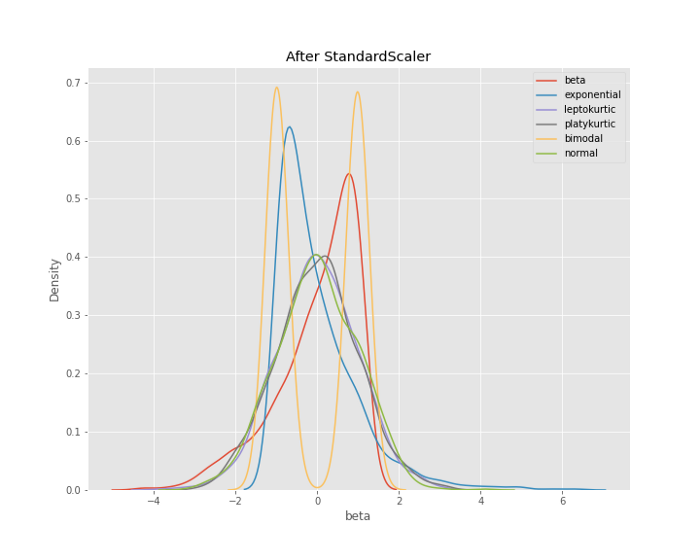 After StandardScaler
beta
exponential
leptokurtic
platykurtic
bimodal
normal
Density
0.7
0.6
0.5
0.4
0.3
0.2
0.1
0.0
−4 −2 0 2 4 6
beta